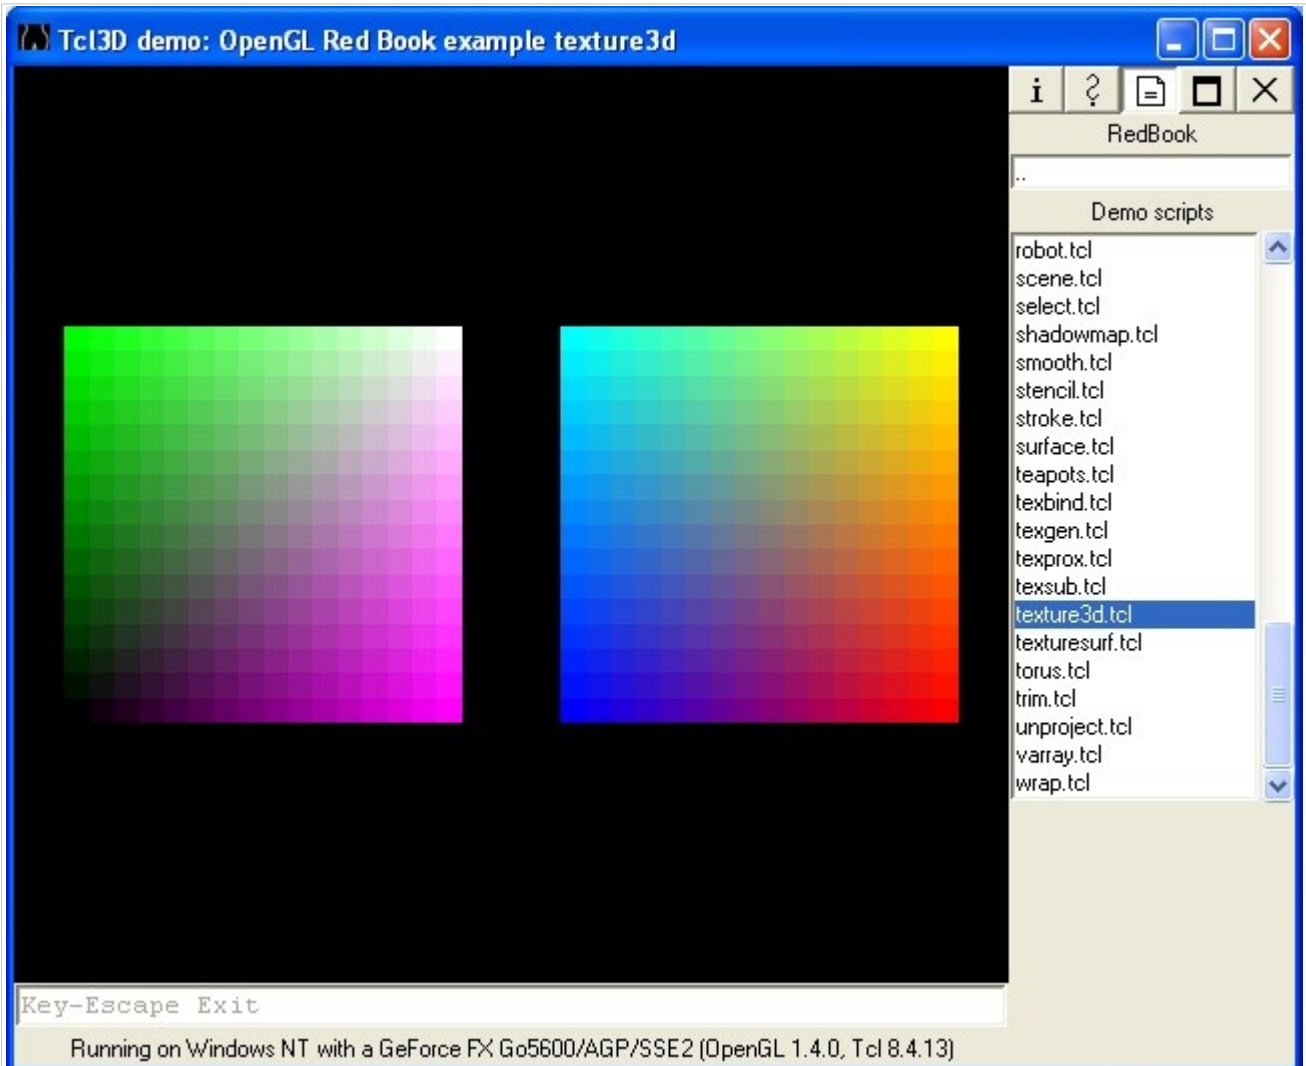 Tcl3D demo: OpenGL Red Book example texture3d
RedBook
..
Demo scripts
robot.tcl
scene.tcl
select.tcl
shadowmap.tcl
smooth.tcl
stencil.tcl
stroke.tcl
surface.tcl
teapots.tcl
texbind.tcl
texgen.tcl
texprox.tcl
texsub.tcl
texture3d.tcl
texturesurf.tcl
torus.tcl
trim.tcl
unproject.tcl
varray.tcl
wrap.tcl
Key-Escape Exit
Running on Windows NT with a GeForce FX Go5600/AGP/SSE2 (OpenGL 1.4.0, Tcl 8.4.13)